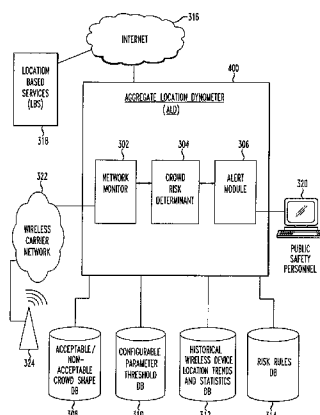 316
INTERNET
LOCATION
BASED
SERVICES
(LBS)
318
400
AGGREGATE LOCATION DYNOMETER
(ALD)
302
304
306
NETWORK
MONITOR
CROWD
RISK
DETERMINANT
ALERT
MODULE
320
PUBLIC
SAFETY
PERSONNEL
322
WIRELESS
CARRIER
NETWORK
324
ACCEPTABLE/
NON-
ACCEPTABLE
CROWD SHAPE
DB
CONFIGURABLE
PARAMETER
THRESHOLD
DB
HISTORICAL
WIRELESS DEVICE
LOCATION TRENDS
AND STATISTICS
DB
RISK RULES
DB
308
310
312
314